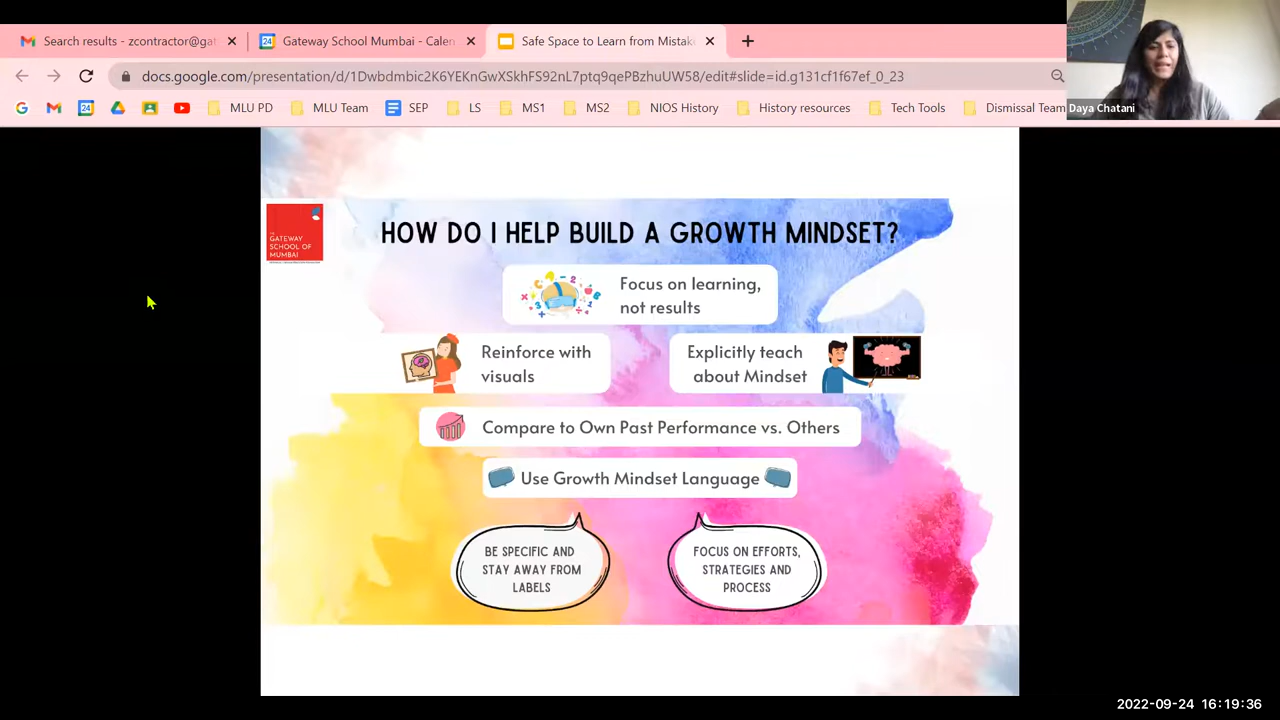 Search results - zcontractor@ga
Gateway School Mumbai - Calen
Safe Space to Learn from Mistak
docs.google.com/presentation/d/1Dwbdmbic2K6YEKnGwXSkhFS92nL7ptq9qePBzhuUW58/edit#slide=id.g131cf1f67ef_0_23
MLU PD
MLU Team
SEP
LS
MS1
MS2
NIOS History
History resources
Tech Tools
Dismissal Team
Daya Chatani
GATEWAY
SCHOOL OF
MUMBAI
HOW DO I HELP BUILD A GROWTH MINDSET?
Focus on learning,
not results
Reinforce with
visuals
Explicitly teach
about Mindset
Compare to Own Past Performance vs. Others
Use Growth Mindset Language
BE SPECIFIC AND
STAY AWAY FROM
LABELS
FOCUS ON EFFORTS,
STRATEGIES AND
PROCESS
2022-09-24 16:19:36